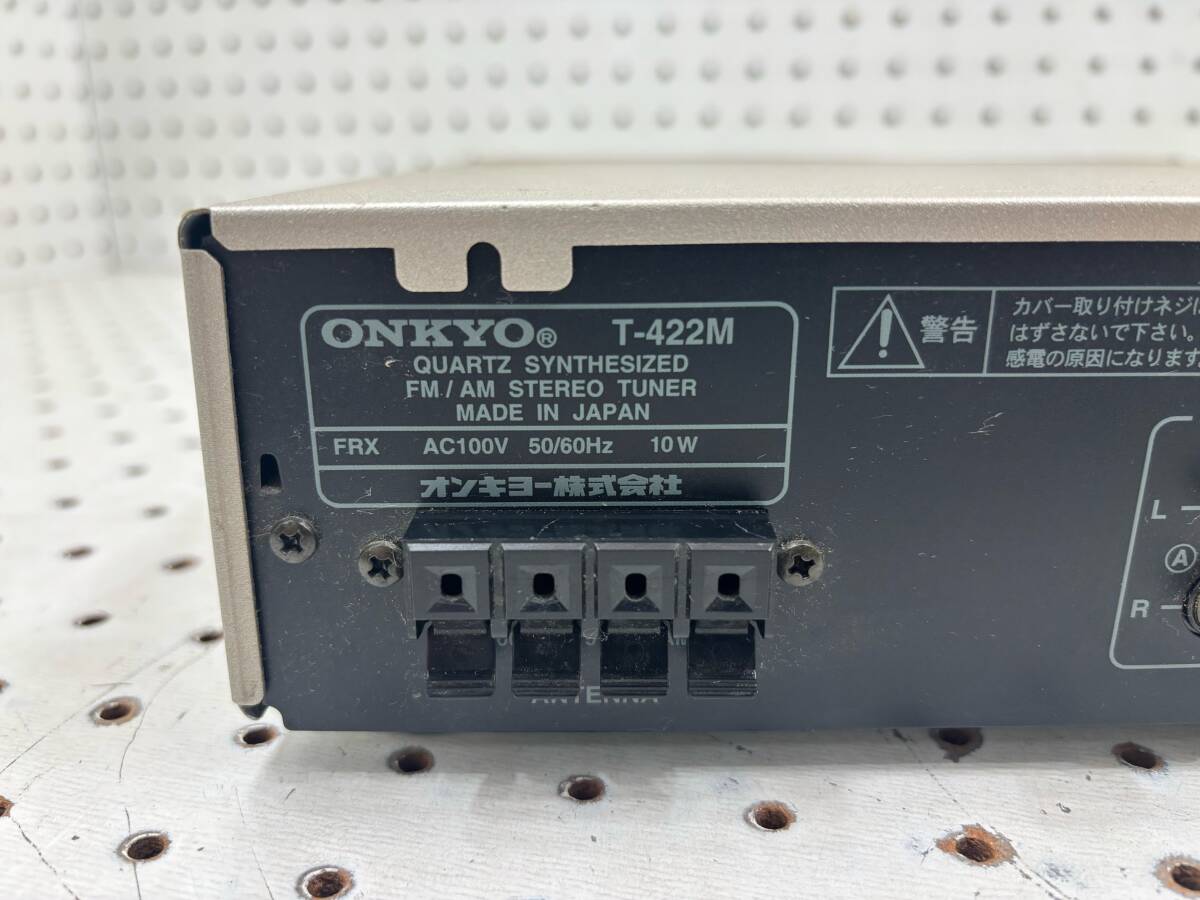 ONKYO® T-422M
QUARTZ SYNTHESIZED
FM/AM STEREO TUNER
MADE IN JAPAN
FRX AC100V 50/60Hz 10W
オンキヨー株式会社
警告
カバー取り付けネジは
はずさないで下さい。
感電の原因になります
L
A
R
ANTENNA